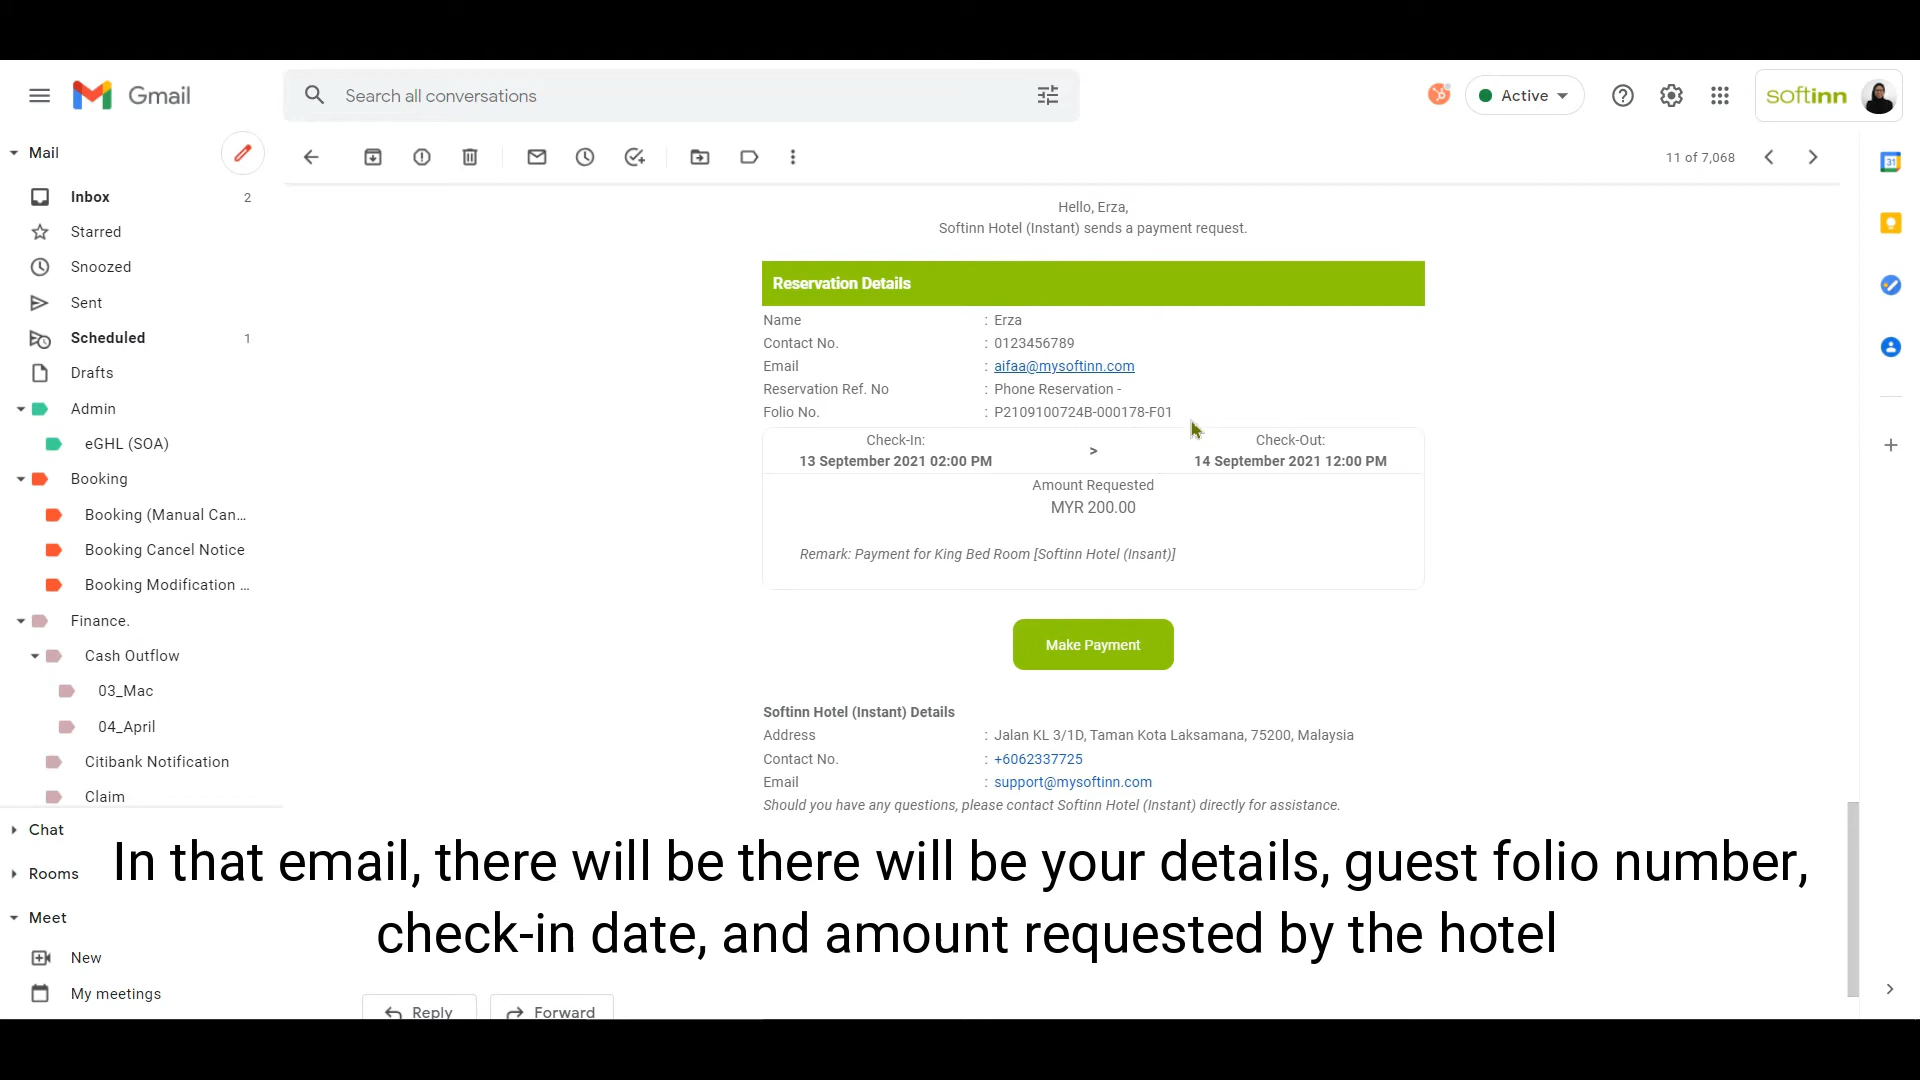 Gmail
Search all conversations
Active
softinn
Mail
11 of 7,068
31
Inbox 2
Starred
Snoozed
Sent
Scheduled 1
Drafts
Admin
eGHL (SOA)
Booking
Booking (Manual Can...
Booking Cancel Notice
Booking Modification ...
Finance.
Cash Outflow
03_Mac
04_April
Citibank Notification
Claim
Chat
Rooms
Meet
New
My meetings
Hello, Erza,
Softinn Hotel (Instant) sends a payment request.
Reservation Details
Name : Erza
Contact No. : 0123456789
Email : aifaa@mysoftinn.com
Reservation Ref. No : Phone Reservation -
Folio No. : P2109100724B-000178-F01
Check-In: > Check-Out:
13 September 2021 02:00 PM 14 September 2021 12:00 PM
Amount Requested
MYR 200.00
Remark: Payment for King Bed Room [Softinn Hotel (Insant)]
Make Payment
Softinn Hotel (Instant) Details
Address : Jalan KL 3/1D, Taman Kota Laksamana, 75200, Malaysia
Contact No. : +6062337725
Email : support@mysoftinn.com
Should you have any questions, please contact Softinn Hotel (Instant) directly for assistance.
In that email, there will be there will be your details, guest folio number,
check-in date, and amount requested by the hotel
Reply Forward